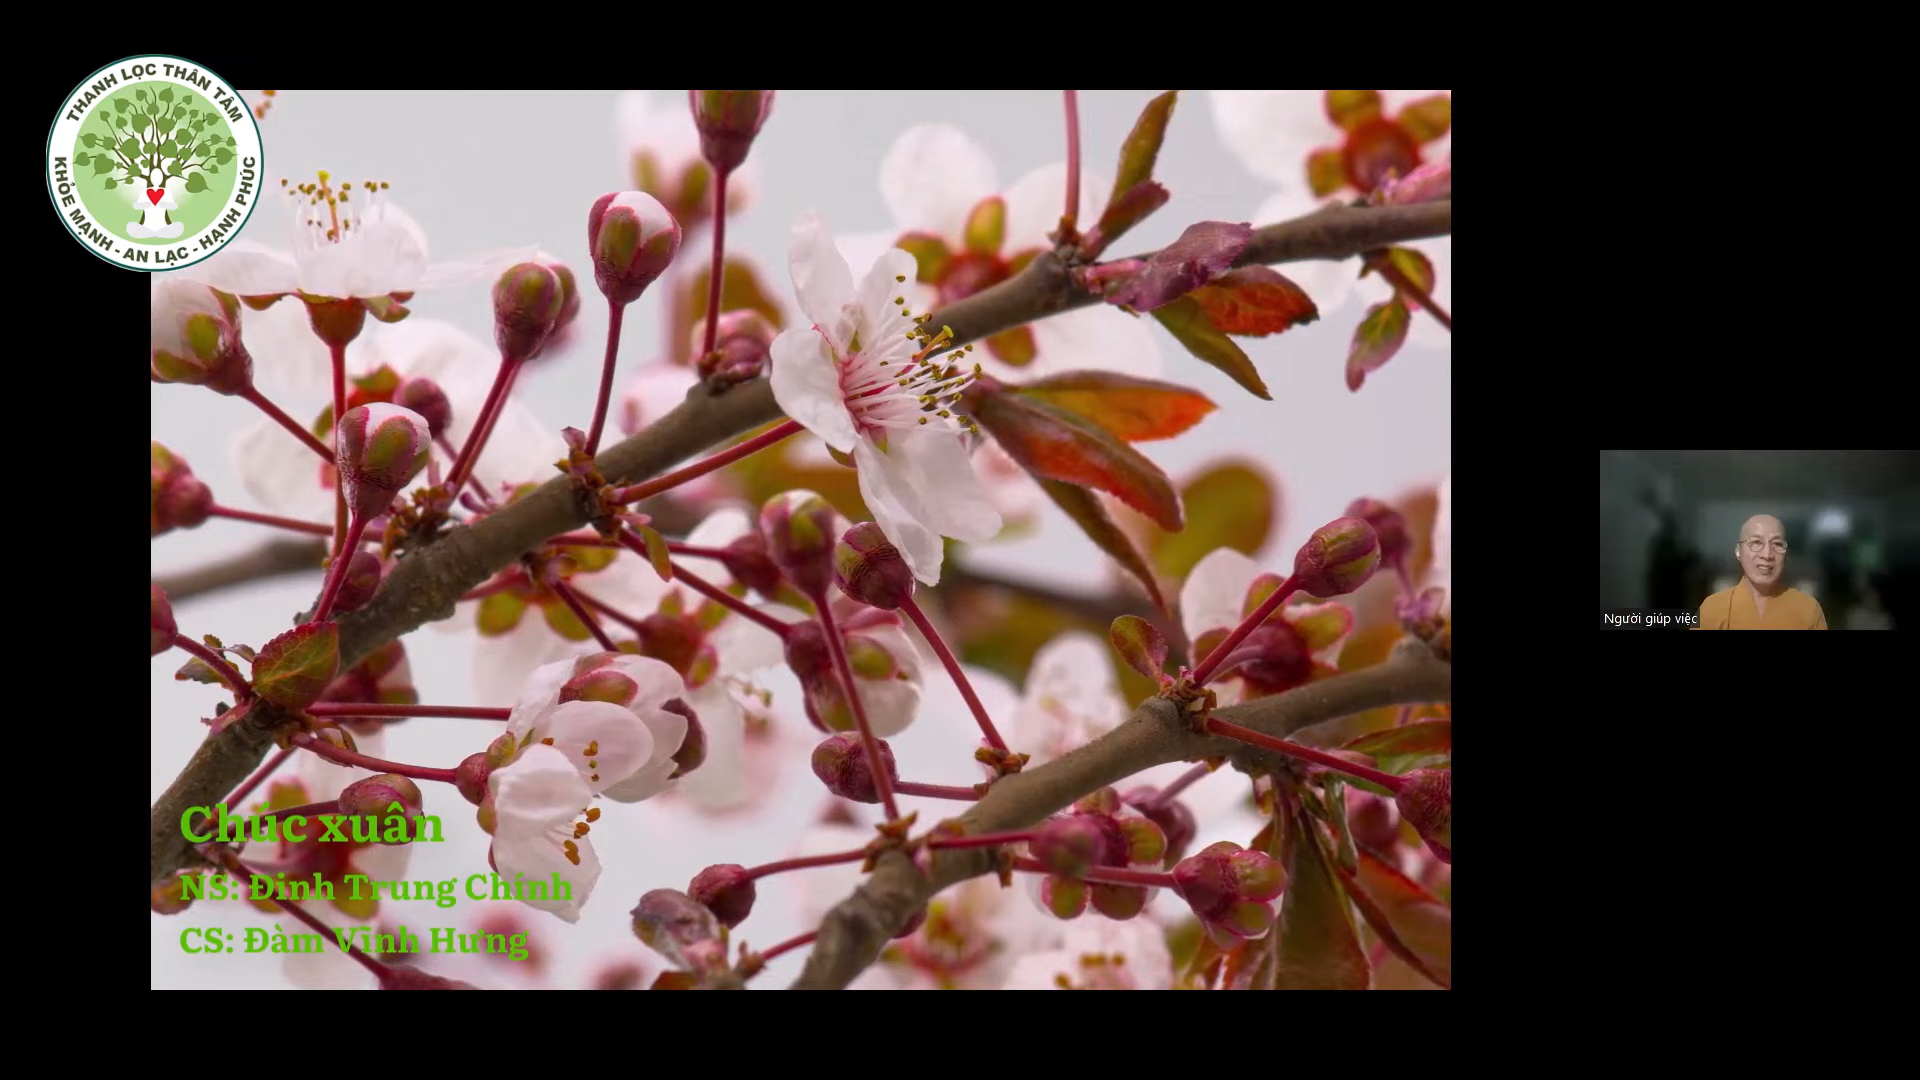 THANH LỌC THÂN TÂM
KHỎE MẠNH - AN LẠC - HẠNH PHÚC
Chúc xuân
NS: Đinh Trung Chính
CS: Đàm Vĩnh Hưng
Người giúp việc